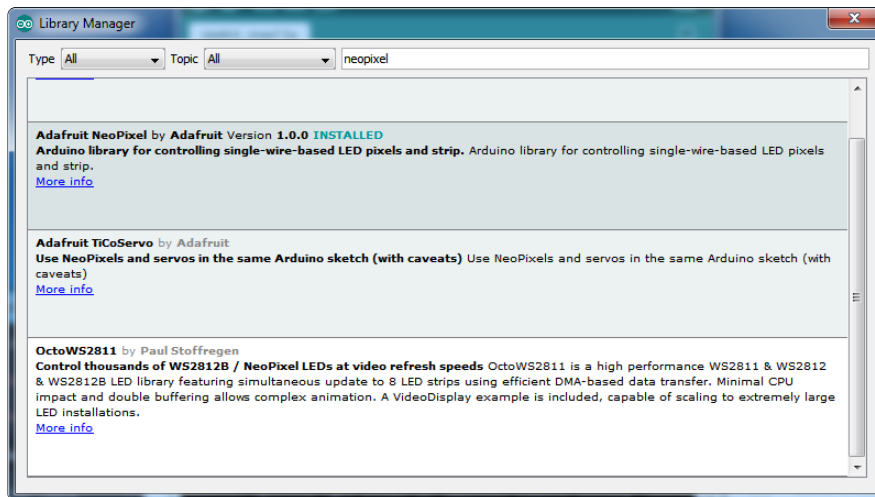 Library Manager
Type All Topic All neopixel
Adafruit NeoPixel by Adafruit Version 1.0.0 INSTALLED
Arduino library for controlling single-wire-based LED pixels and strip. Arduino library for controlling single-wire-based LED pixels
and strip.
More info
Adafruit TiCoServo by Adafruit
Use NeoPixels and servos in the same Arduino sketch (with caveats) Use NeoPixels and servos in the same Arduino sketch (with
caveats)
More info
OctoWS2811 by Paul Stoffregen
Control thousands of WS2812B / NeoPixel LEDs at video refresh speeds OctoWS2811 is a high performance WS2811 & WS2812
& WS2812B LED library featuring simultaneous update to 8 LED strips using efficient DMA-based data transfer. Minimal CPU
impact and double buffering allows complex animation. A VideoDisplay example is included, capable of scaling to extremely large
LED installations.
More info